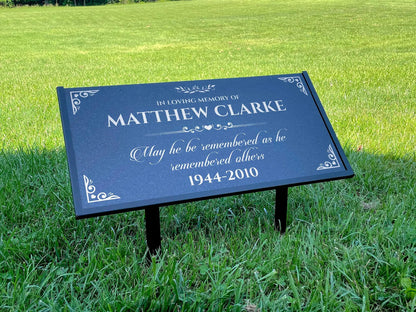 IN LOVING MEMORY OF
MATTHEW CLARKE
May he be remembered as he
remembered others
1944-2010